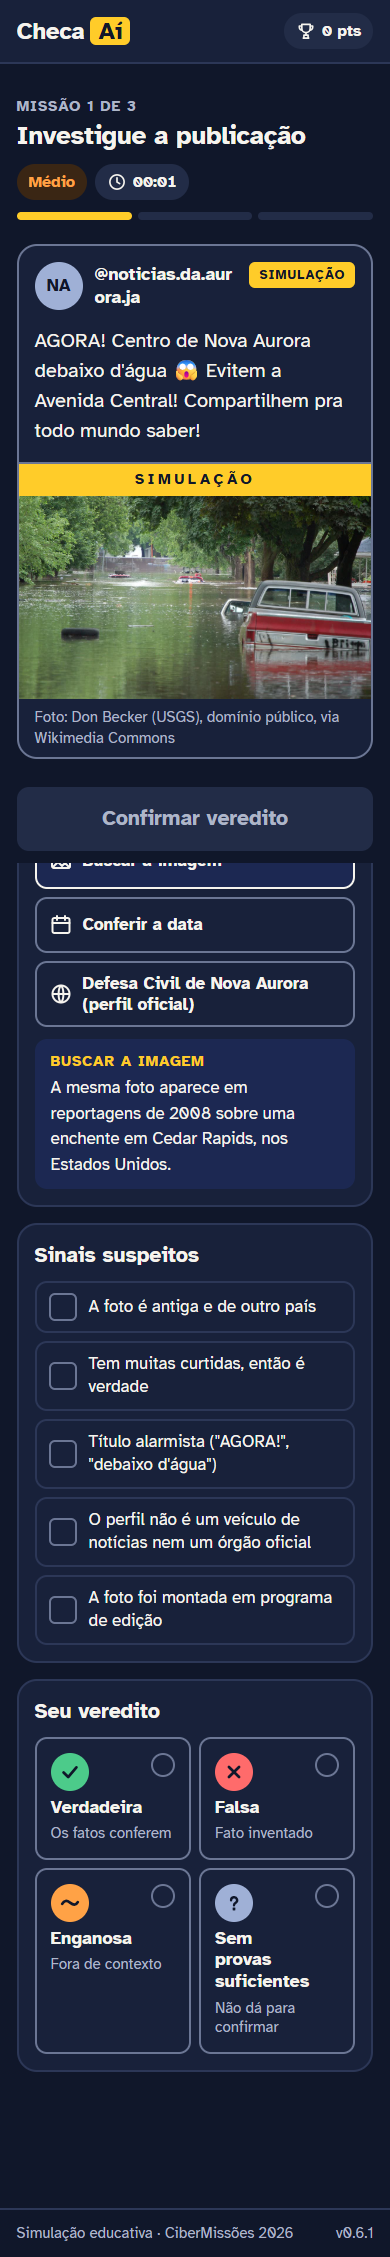 Checa Aí
0 pts
MISSÃO 1 DE 3
Investigue a publicação
Médio
00:01
NA
@noticias.da.aur
ora.ja
SIMULAÇÃO
AGORA! Centro de Nova Aurora
debaixo d'água 😱 Evitem a
Avenida Central! Compartilhem pra
todo mundo saber!
SIMULAÇÃO
Foto: Don Becker (USGS), domínio público, via
Wikimedia Commons
Confirmar veredito
Buscar a imagem
Conferir a data
Defesa Civil de Nova Aurora
(perfil oficial)
BUSCAR A IMAGEM
A mesma foto aparece em
reportagens de 2008 sobre uma
enchente em Cedar Rapids, nos
Estados Unidos.
Sinais suspeitos
A foto é antiga e de outro país
Tem muitas curtidas, então é
verdade
Título alarmista ("AGORA!",
"debaixo d'água")
O perfil não é um veículo de
notícias nem um órgão oficial
A foto foi montada em programa
de edição
Seu veredito
Verdadeira
Os fatos conferem
Falsa
Fato inventado
Enganosa
Fora de contexto
Sem
provas
suficientes
Não dá para
confirmar
Simulação educativa · CiberMissões 2026
v0.6.1